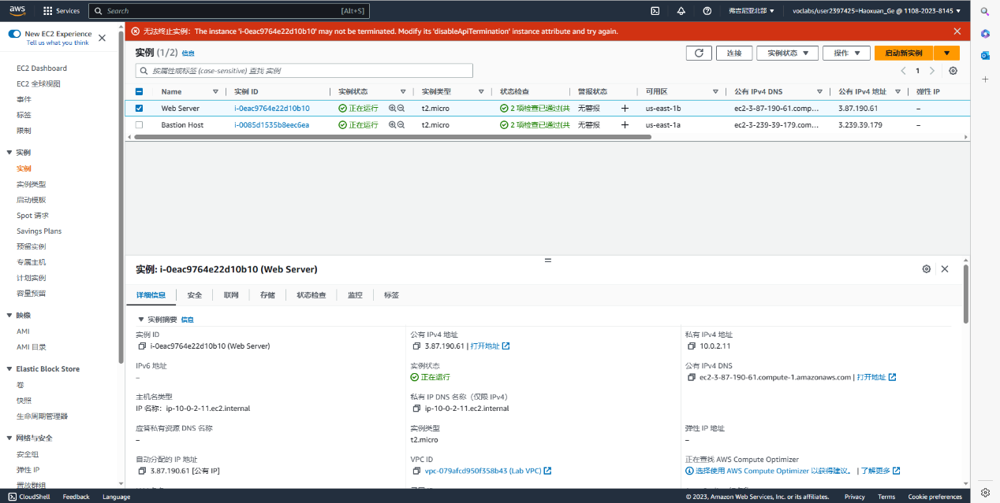 aws Services Search [Alt+S] 弗吉尼亚北部 voclabs/user2397425=Haoxuan_Ge @ 1108-2023-8145
New EC2 Experience
Tell us what you think
无法终止实例：The instance 'i-0eac9764e22d10b10' may not be terminated. Modify its 'disableApiTermination' instance attribute and try again.
EC2 Dashboard
EC2 全球视图
事件
标签
限制
实例
实例
实例类型
启动模板
Spot 请求
Savings Plans
预留实例
专属主机
计划实例
容量预留
映像
AMI
AMI 目录
Elastic Block Store
卷
快照
生命周期管理器
网络与安全
安全组
弹性 IP
置放群组
实例 (1/2) 信息 连接 实例状态 操作 启动新实例
按属性或标签 (case-sensitive) 查找 实例 1
Name 实例 ID 实例状态 实例类型 状态检查 警报状态 可用区 公有 IPv4 DNS 公有 IPv4 地址 弹性 IP
Web Server i-0eac9764e22d10b10 正在运行 t2.micro 2 项检查已通过(共 无警报 + us-east-1b ec2-3-87-190-61.comp... 3.87.190.61 –
Bastion Host i-0085d1535b8eec6ea 正在运行 t2.micro 2 项检查已通过(共 无警报 + us-east-1a ec2-3-239-39-179.com... 3.239.39.179 –
实例: i-0eac9764e22d10b10 (Web Server)
详细信息 安全 联网 存储 状态检查 监控 标签
实例摘要 信息
实例 ID
i-0eac9764e22d10b10 (Web Server)
公有 IPv4 地址
3.87.190.61 | 打开地址
私有 IPv4 地址
10.0.2.11
IPv6 地址
–
实例状态
正在运行
公有 IPv4 DNS
ec2-3-87-190-61.compute-1.amazonaws.com | 打开地址
主机名类型
IP 名称：ip-10-0-2-11.ec2.internal
私有 IP DNS 名称（仅限 IPv4）
ip-10-0-2-11.ec2.internal
应答私有资源 DNS 名称
–
实例类型
t2.micro
弹性 IP 地址
–
自动分配的 IP 地址
3.87.190.61 [公有 IP]
VPC ID
vpc-079afcd950f358b43 (Lab VPC)
正在查找 AWS Compute Optimizer
选择使用 AWS Compute Optimizer 以获得建议。 | 了解更多
CloudShell Feedback Language © 2023, Amazon Web Services, Inc. or its affiliates. Privacy Terms Cookie preferences